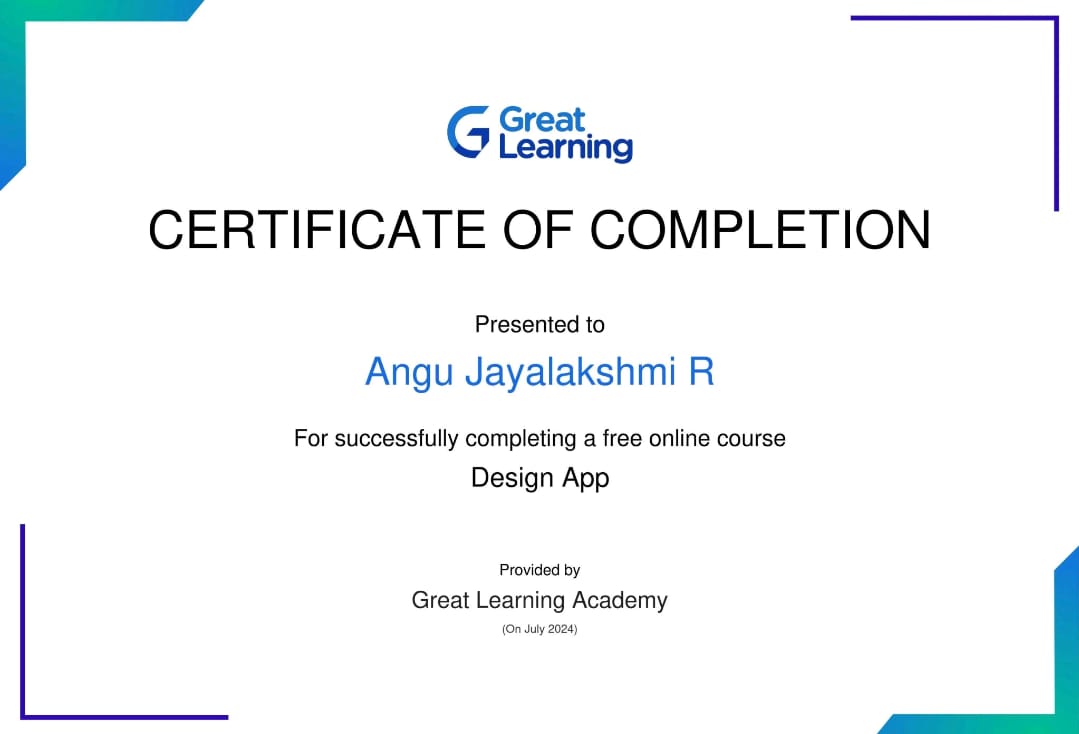 Great
Learning
CERTIFICATE OF COMPLETION
Presented to
Angu Jayalakshmi R
For successfully completing a free online course
Design App
Provided by
Great Learning Academy
(On July 2024)